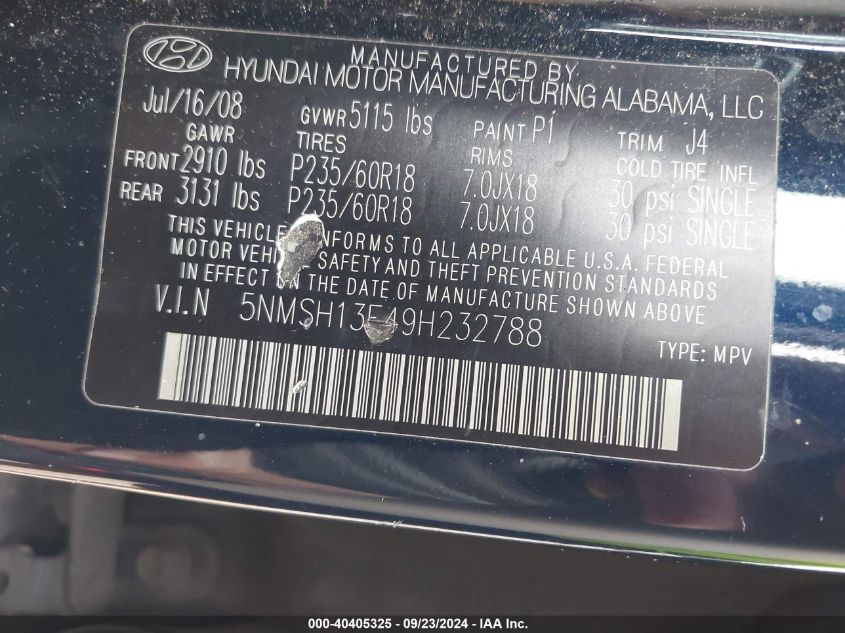 MANUFACTURED BY
HYUNDAI MOTOR MANUFACTURING ALABAMA, LLC
Jul/16/08 GVWR 5115 lbs PAINT P1 TRIM J4
GAWR TIRES RIMS COLD TIRE INFL
FRONT 2910 lbs P235/60R18 7.0JX18 30 psi SINGLE
REAR 3131 lbs P235/60R18 7.0JX18 30 psi SINGLE
THIS VEHICLE ONFORMS TO ALL APPLICABLE U.S.A. FEDERAL
MOTOR VEHI SAFETY AND THEFT PREVENTION STANDARDS
IN EFFECT ON THE DATE OF MANUFACTURE SHOWN ABOVE
V.I.N 5NMSH13E49H232788
TYPE: MPV
000-40405325 - 09/23/2024 - IAA Inc.